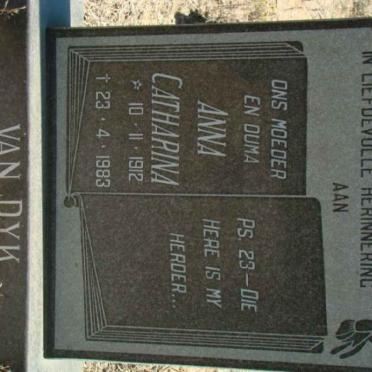 IN LIEFDEVOLLE HERINNERING
AAN
ONS MOEDER
EN OUMA
ANNA
CATHARINA
☆ 10·11·1912
† 23·4·1983
PS. 23—DIE
HERE IS MY
HERDER...
VAN DYK